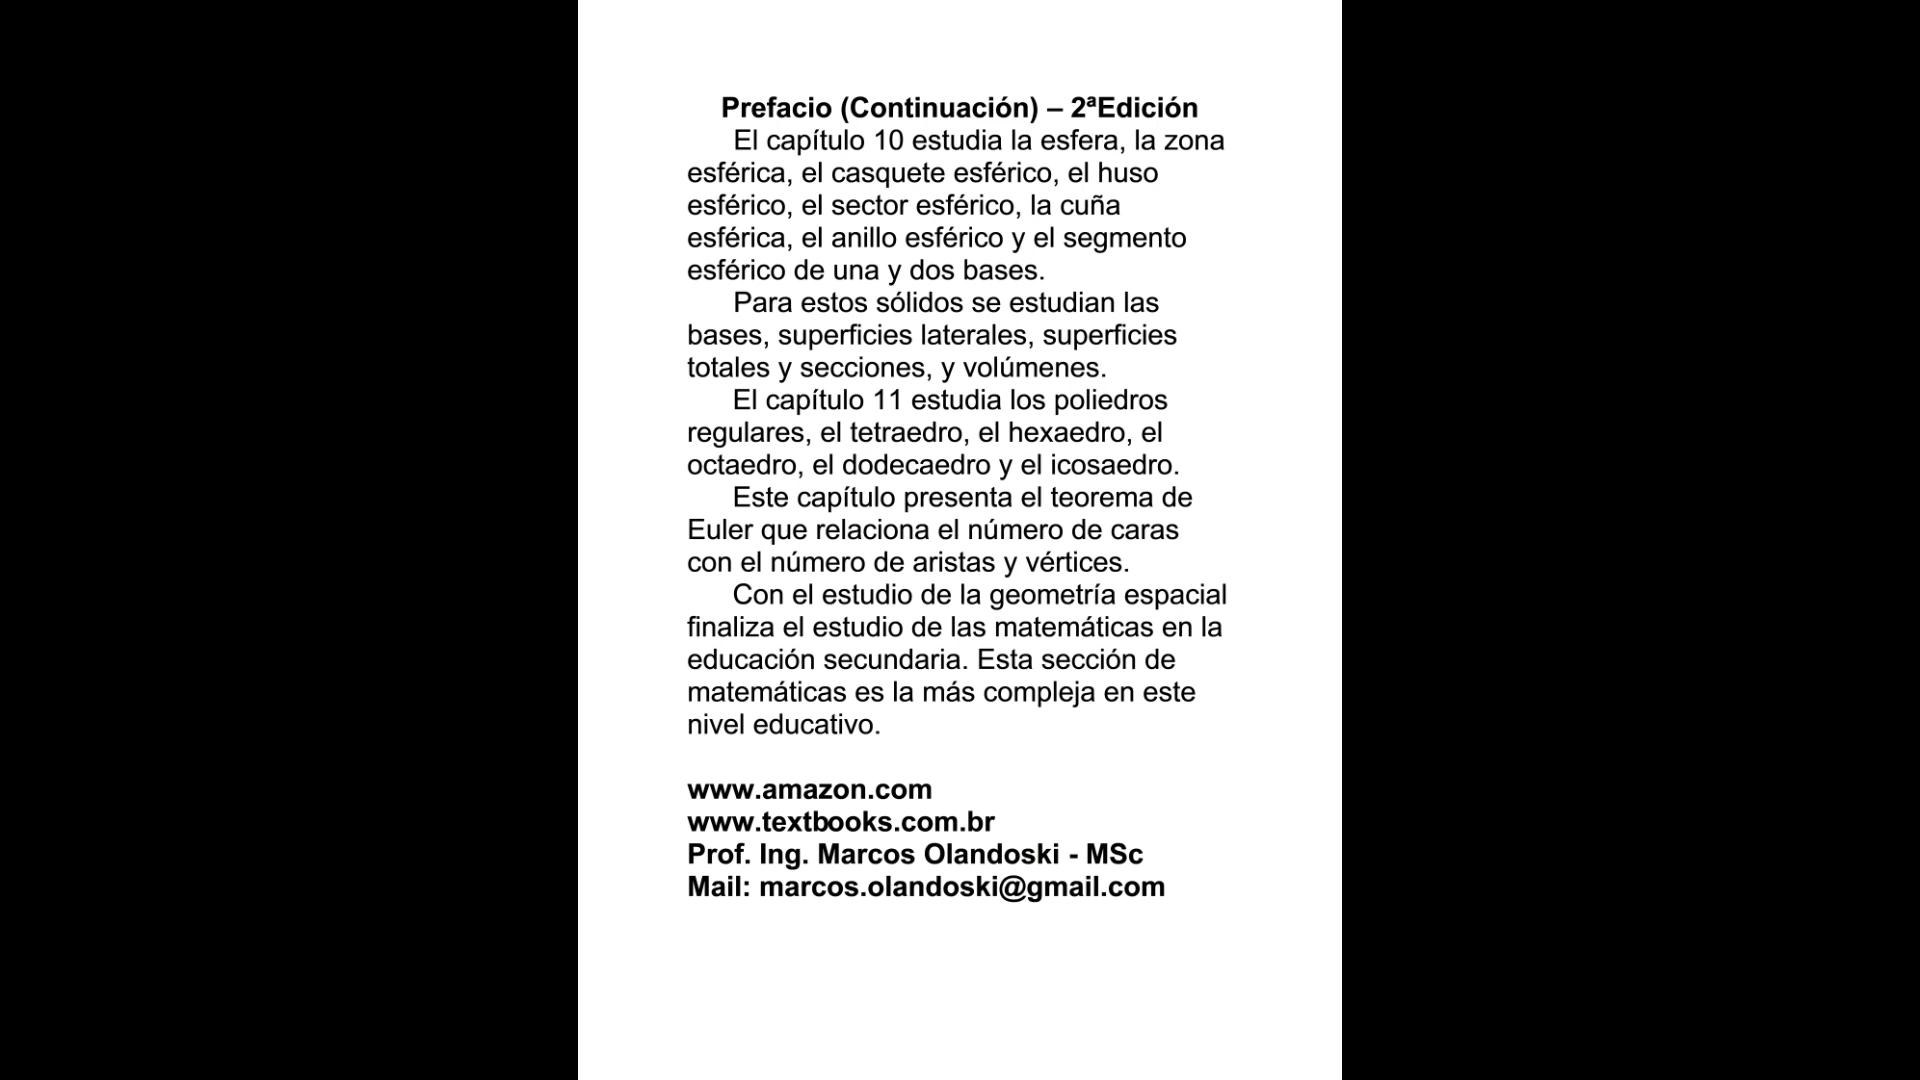 Prefacio (Continuación) – 2ªEdición
El capítulo 10 estudia la esfera, la zona
esférica, el casquete esférico, el huso
esférico, el sector esférico, la cuña
esférica, el anillo esférico y el segmento
esférico de una y dos bases.
Para estos sólidos se estudian las
bases, superficies laterales, superficies
totales y secciones, y volúmenes.
El capítulo 11 estudia los poliedros
regulares, el tetraedro, el hexaedro, el
octaedro, el dodecaedro y el icosaedro.
Este capítulo presenta el teorema de
Euler que relaciona el número de caras
con el número de aristas y vértices.
Con el estudio de la geometría espacial
finaliza el estudio de las matemáticas en la
educación secundaria. Esta sección de
matemáticas es la más compleja en este
nivel educativo.
www.amazon.com
www.textbooks.com.br
Prof. Ing. Marcos Olandoski - MSc
Mail: marcos.olandoski@gmail.com